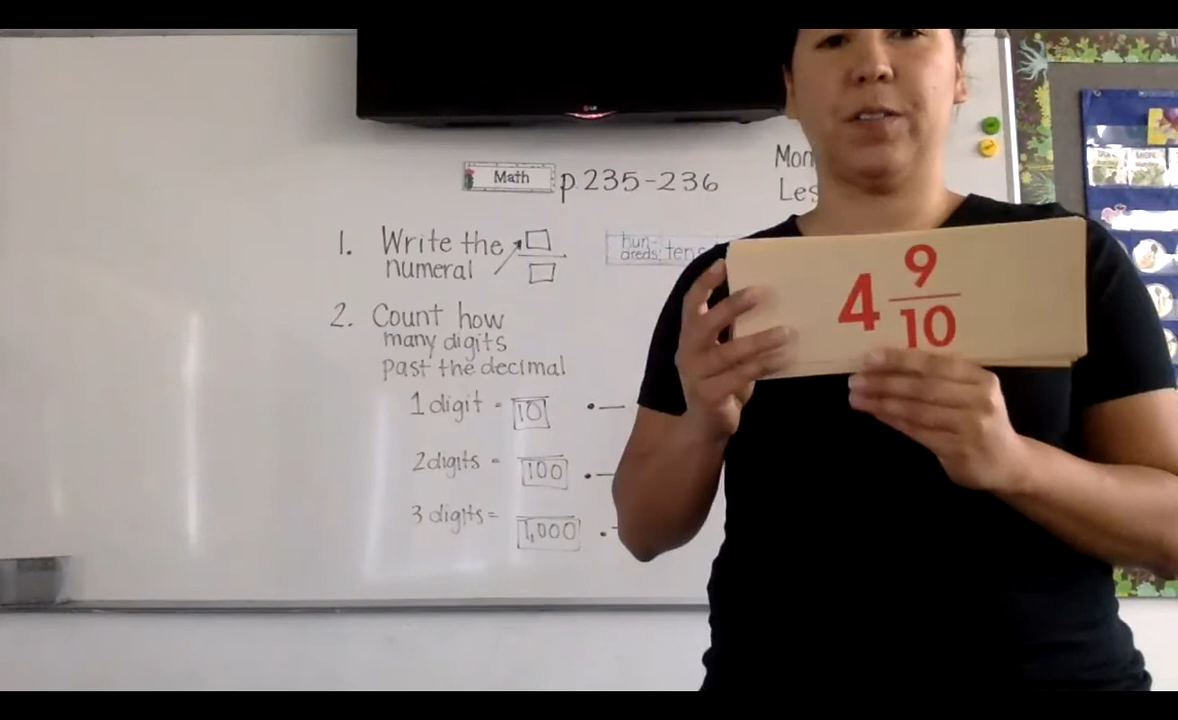 LG
Math p. 235-236
Mon
Les
1. Write the
numeral
hun-
dreds, tens
2. Count how
many digits
past the decimal
1 digit = 10
2 digits = 100
3 digits = 1,000
4 9/10